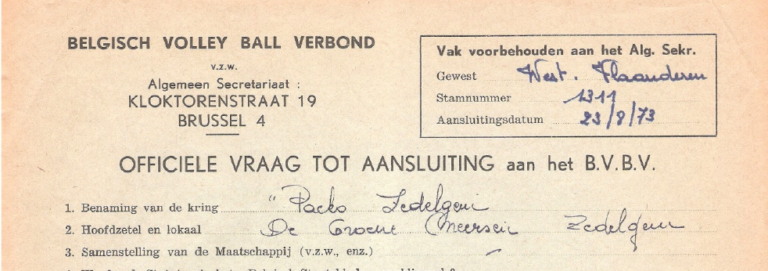 BELGISCH VOLLEY BALL VERBOND
v.z.w.
Algemeen Secretariaat :
KLOKTORENSTRAAT 19
BRUSSEL 4
Vak voorbehouden aan het Alg. Sekr.
Gewest West. Vlaanderen
Stamnummer 1311
Aansluitingsdatum 23/8/73
OFFICIELE VRAAG TOT AANSLUITING aan het B.V.B.V.
1. Benaming van de kring " Packo Zedelgem
2. Hoofdzetel en lokaal De Groene Meersen Zedelgem
3. Samenstelling van de Maatschappij (v.z.w., enz.)